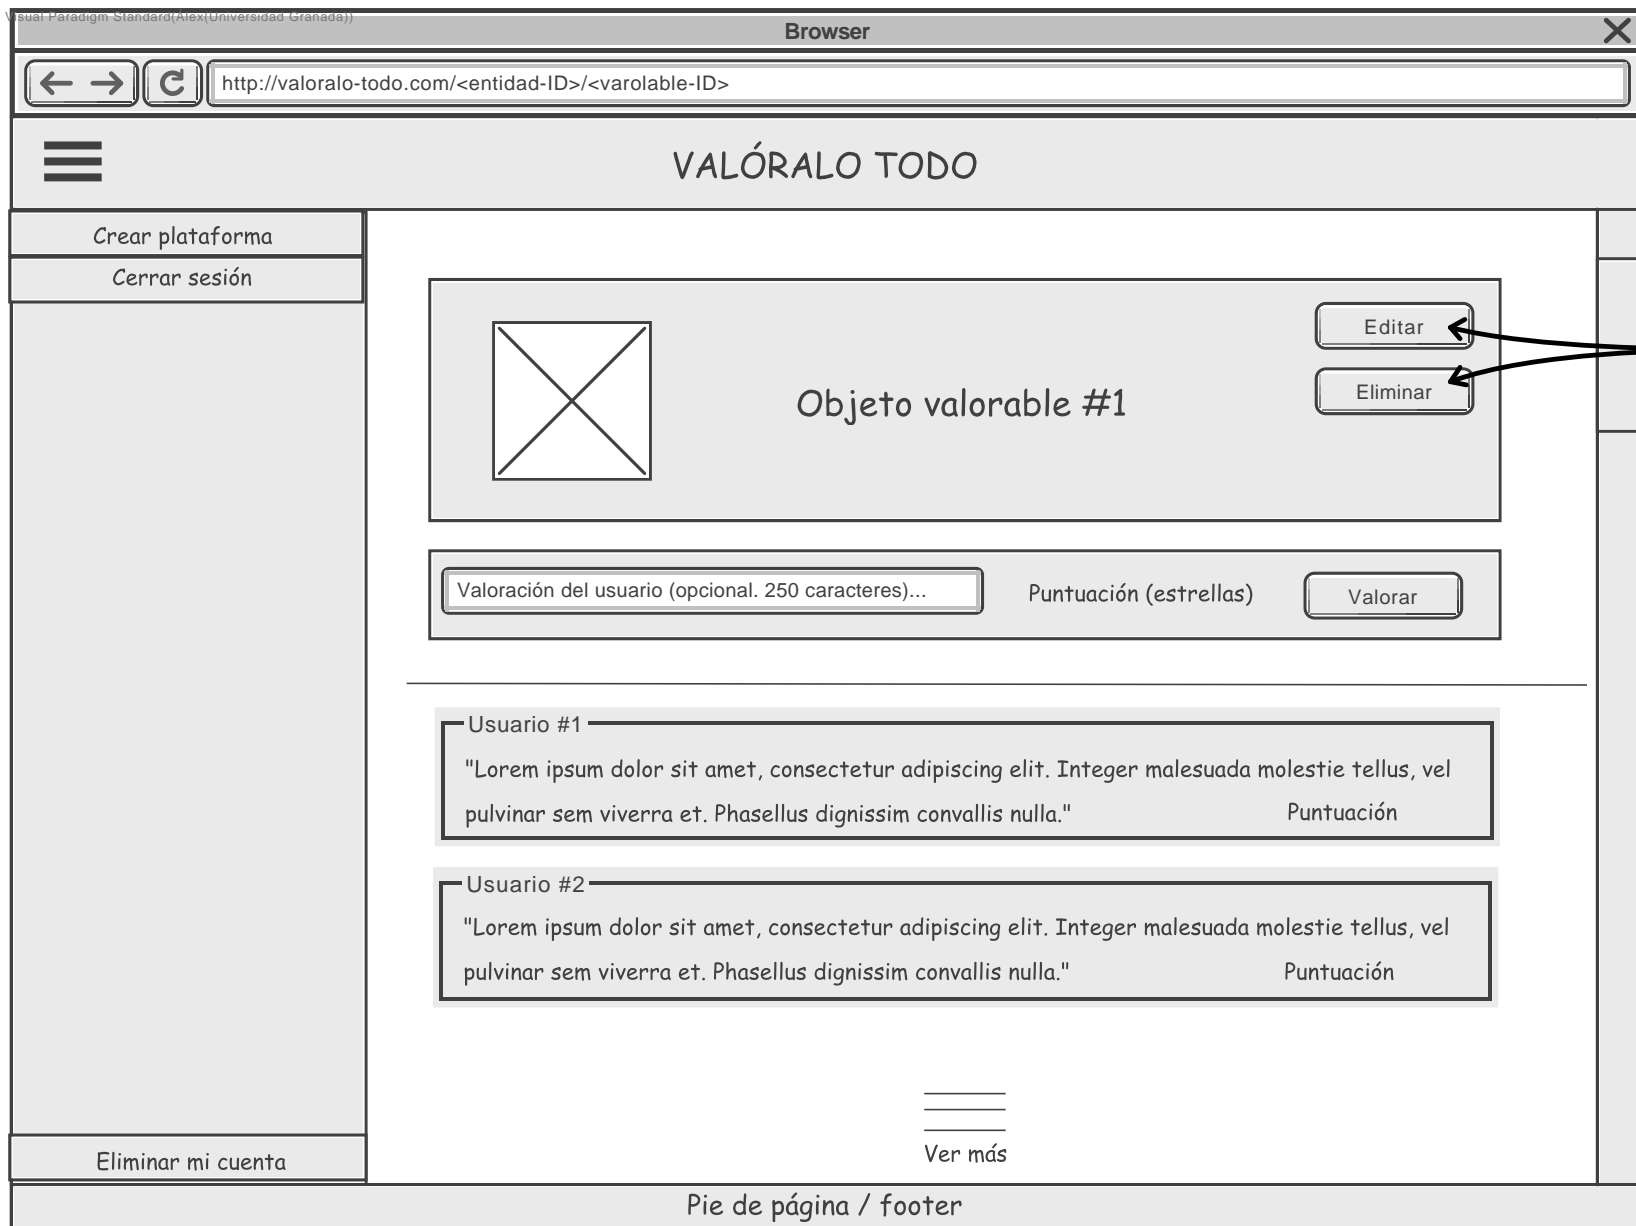 Visual Paradigm Standard(Alex(Universidad Granada))
Browser
http://valoralo-todo.com/<entidad-ID>/<varolable-ID>
VALÓRALO TODO
Crear plataforma
Cerrar sesión
Editar
Eliminar
Objeto valorable #1
Valoración del usuario (opcional. 250 caracteres)...
Puntuación (estrellas)
Valorar
Usuario #1
"Lorem ipsum dolor sit amet, consectetur adipiscing elit. Integer malesuada molestie tellus, vel
pulvinar sem viverra et. Phasellus dignissim convallis nulla."
Puntuación
Usuario #2
"Lorem ipsum dolor sit amet, consectetur adipiscing elit. Integer malesuada molestie tellus, vel
pulvinar sem viverra et. Phasellus dignissim convallis nulla."
Puntuación
Ver más
Eliminar mi cuenta
Pie de página / footer